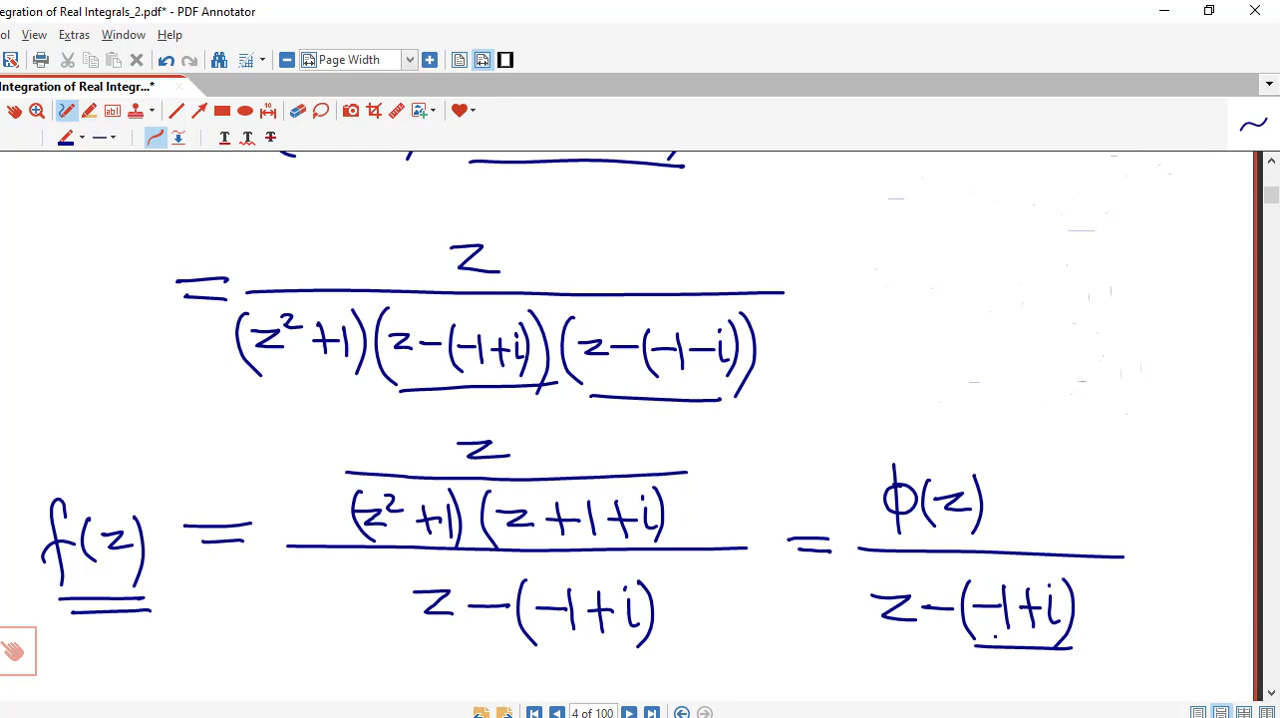 egration of Real Integrals_2.pdf* - PDF Annotator
ol View Extras Window Help
Page Width
Integration of Real Integr...*
= z / ((z² + 1)(z - (-1 + i))(z - (-1 - i)))
f(z) = (z / ((z² + 1)(z + 1 + i))) / (z - (-1 + i)) = ϕ(z) / (z - (-1 + i))
4 of 100